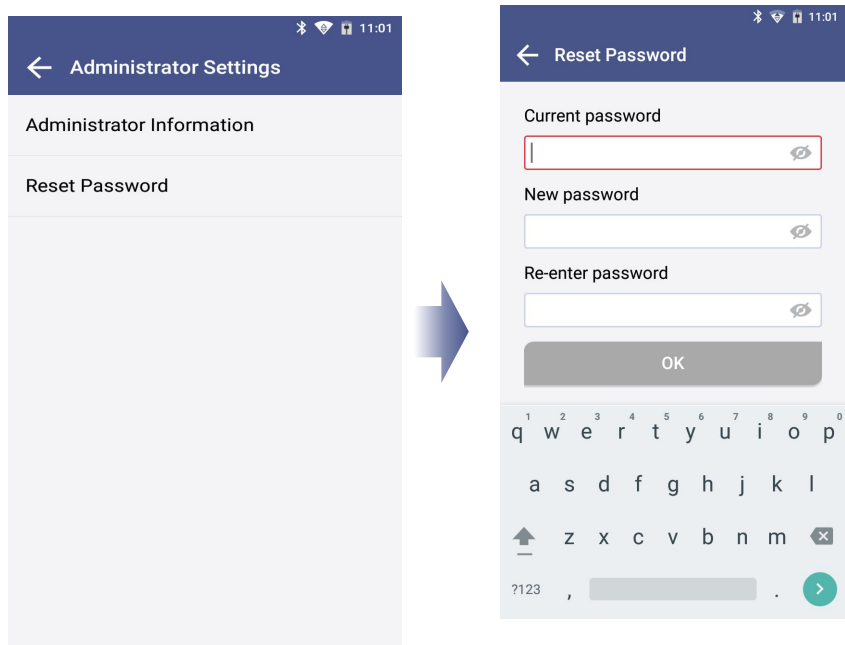 11:01
Administrator Settings
Administrator Information
Reset Password
11:01
Reset Password
Current password
New password
Re-enter password
OK
1 2 3 4 5 6 7 8 9 0
q w e r t y u i o p
a s d f g h j k l
z x c v b n m
?123 , .